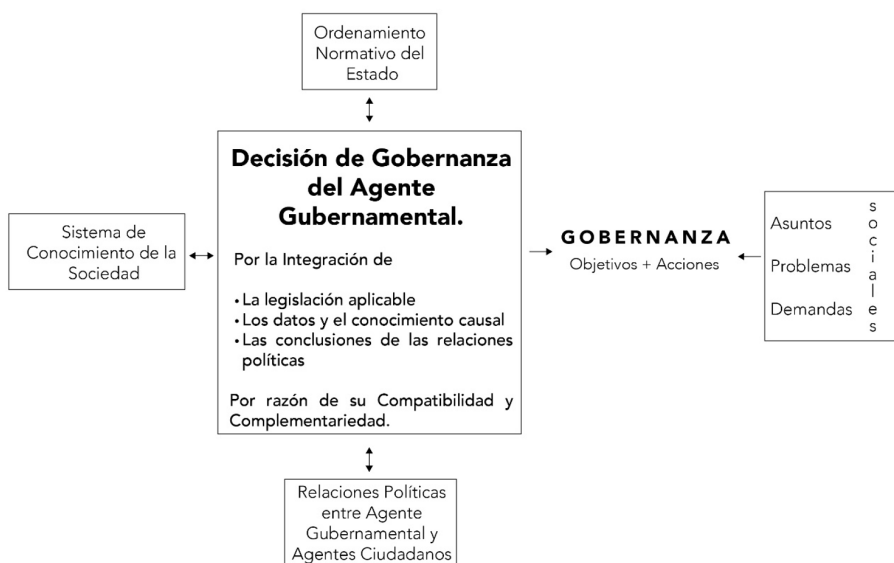 Ordenamiento
Normativo del
Estado
Decisión de Gobernanza
del Agente
Gubernamental.
Por la Integración de
• La legislación aplicable
• Los datos y el conocimiento causal
• Las conclusiones de las relaciones
políticas
Por razón de su Compatibilidad y
Complementariedad.
Sistema de
Conocimiento de la
Sociedad
GOBERNANZA
Objetivos + Acciones
Asuntos
Problemas
Demandas
sociales
Relaciones Políticas
entre Agente
Gubernamental y
Agentes Ciudadanos